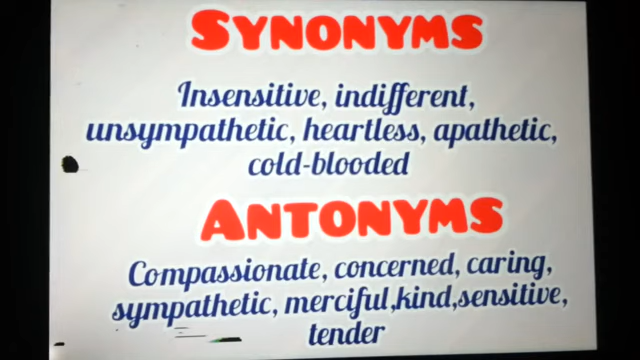 SYNONYMS
Insensitive, indifferent,
unsympathetic, heartless, apathetic,
cold-blooded
ANTONYMS
Compassionate, concerned, caring,
sympathetic, merciful,kind,sensitive,
tender